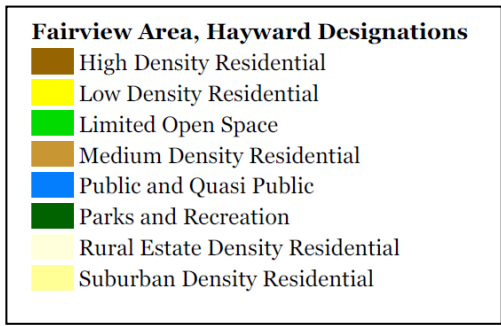 Fairview Area, Hayward Designations
High Density Residential
Low Density Residential
Limited Open Space
Medium Density Residential
Public and Quasi Public
Parks and Recreation
Rural Estate Density Residential
Suburban Density Residential